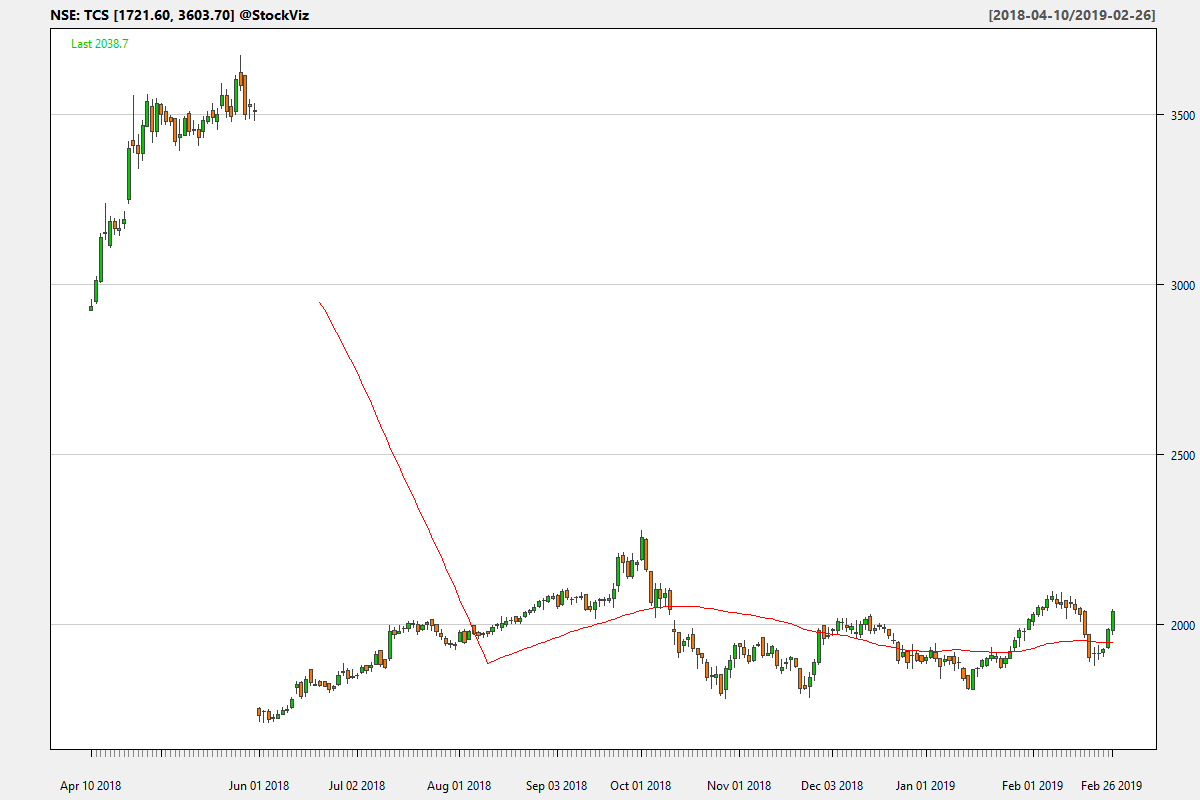 NSE: TCS [1721.60, 3603.70] @StockViz
[2018-04-10/2019-02-26]
Last 2038.7
3500
3000
2500
2000
Apr 10 2018 Jun 01 2018 Jul 02 2018 Aug 01 2018 Sep 03 2018 Oct 01 2018 Nov 01 2018 Dec 03 2018 Jan 01 2019 Feb 01 2019 Feb 26 2019